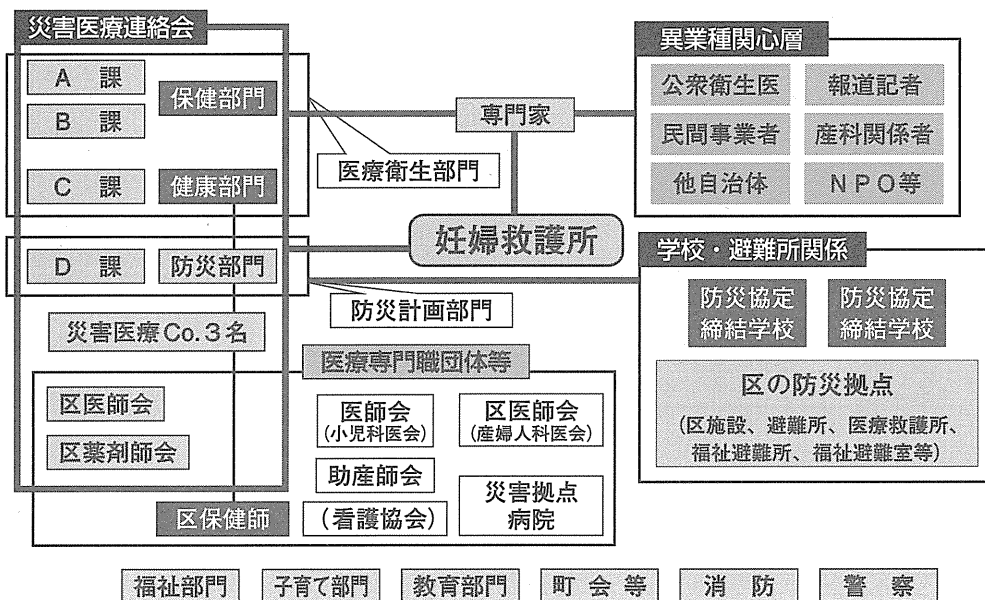 災害医療連絡会
A 課
保健部門
B 課
C 課
健康部門
医療衛生部門
D 課
防災部門
防災計画部門
災害医療Co.3名
専門家
妊婦救護所
異業種関心層
公衆衛生医
報道記者
民間事業者
産科関係者
他自治体
NPO等
学校・避難所関係
防災協定
締結学校
防災協定
締結学校
区の防災拠点
(区施設、避難所、医療救護所、
福祉避難所、福祉避難室等)
医療専門職団体等
区医師会
区薬剤師会
区保健師
医師会
(小児科医会)
区医師会
(産婦人科医会)
助産師会
(看護協会)
災害拠点
病院
福祉部門
子育て部門
教育部門
町会等
消防
警察